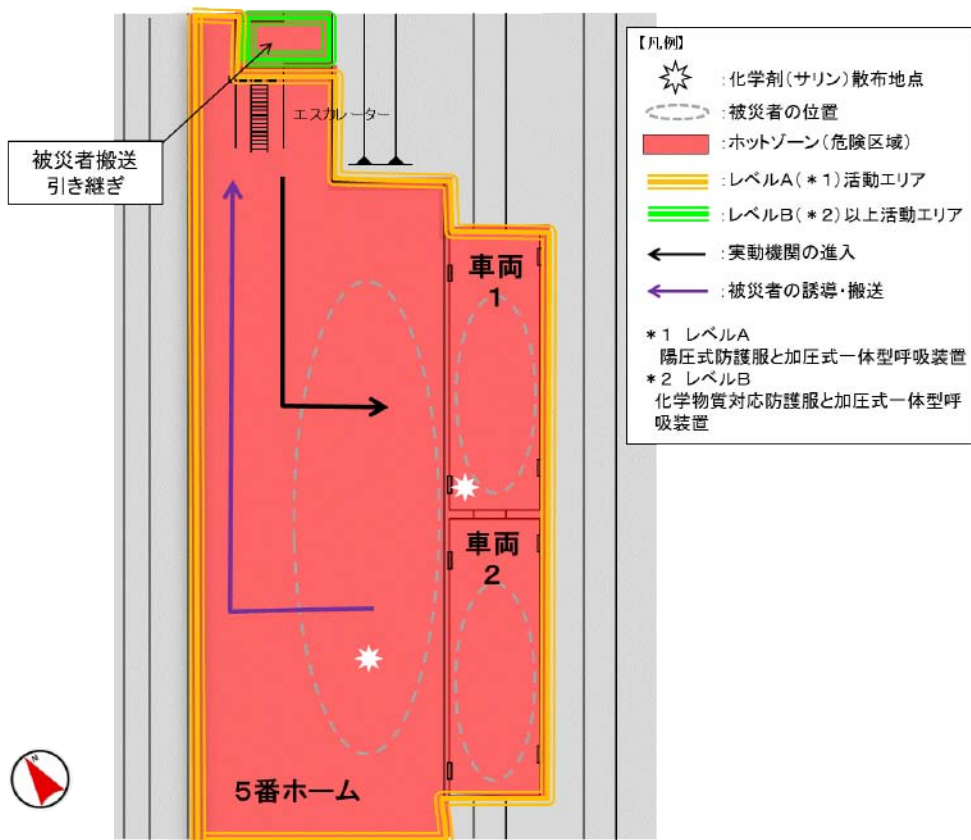 エスカレーター
被災者搬送
引き継ぎ
車両
1
車両
2
5番ホーム
N
【凡例】
：化学剤（サリン）散布地点
：被災者の位置
：ホットゾーン（危険区域）
：レベルA（＊1）活動エリア
：レベルB（＊2）以上活動エリア
：実動機関の進入
：被災者の誘導・搬送
＊1 レベルA
陽圧式防護服と加圧式一体型呼吸装置
＊2 レベルB
化学物質対応防護服と加圧式一体型呼
吸装置